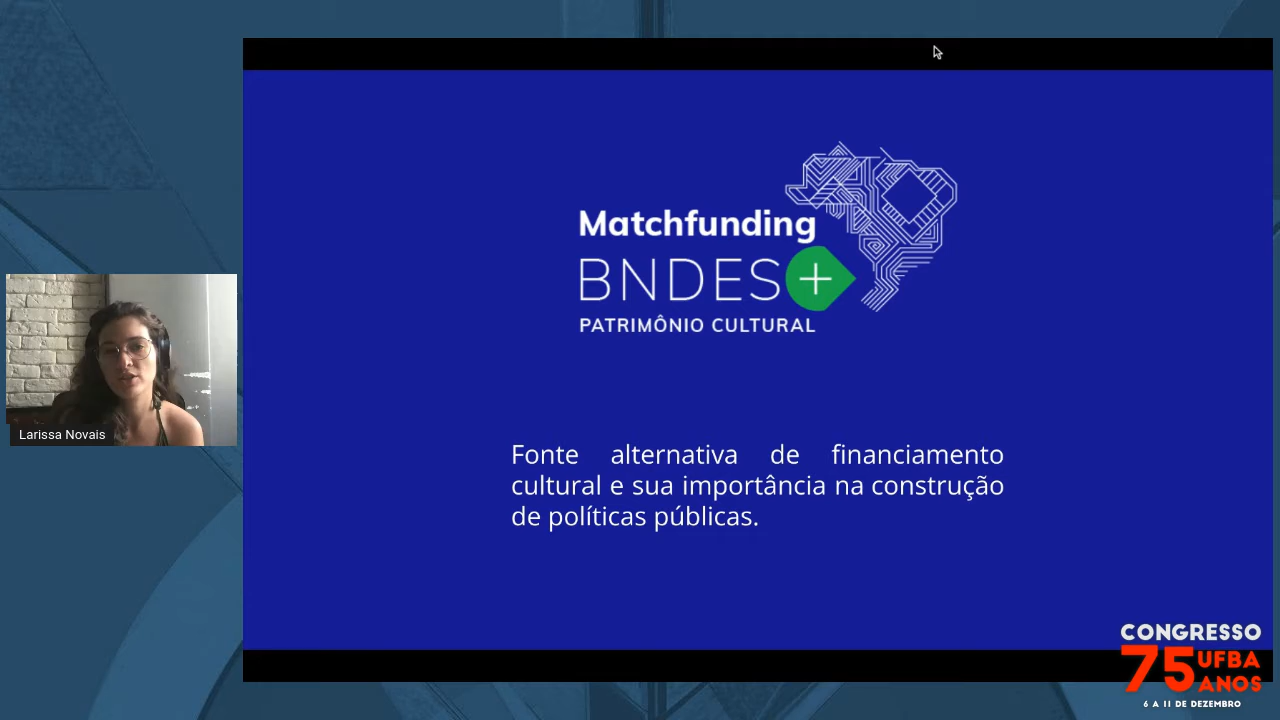 Matchfunding
BNDES+
PATRIMÔNIO CULTURAL
Larissa Novais
Fonte alternativa de financiamento
cultural e sua importância na construção
de políticas públicas.
CONGRESSO
75 UFBA
ANOS
6 A 11 DE DEZEMBRO